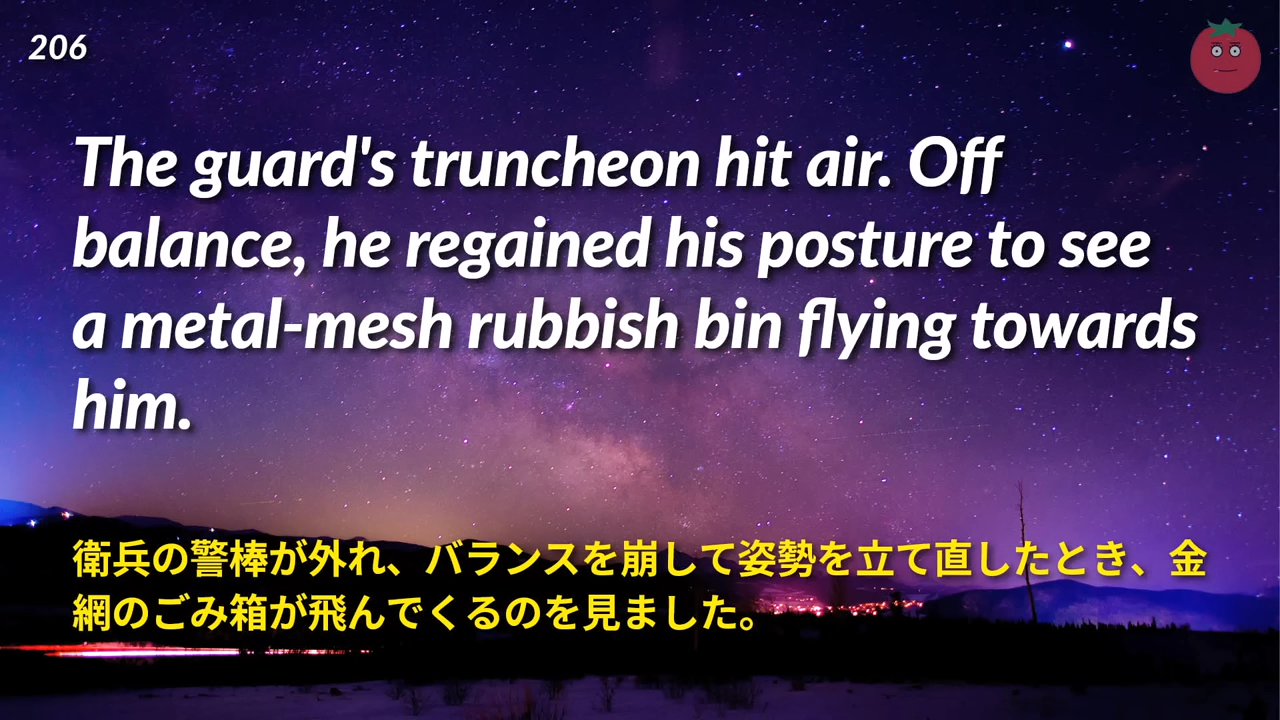 206
The guard's truncheon hit air. Off
balance, he regained his posture to see
a metal-mesh rubbish bin flying towards
him.
衛兵の警棒が外れ、バランスを崩して姿勢を立て直したとき、金
網のごみ箱が飛んでくるのを見ました。